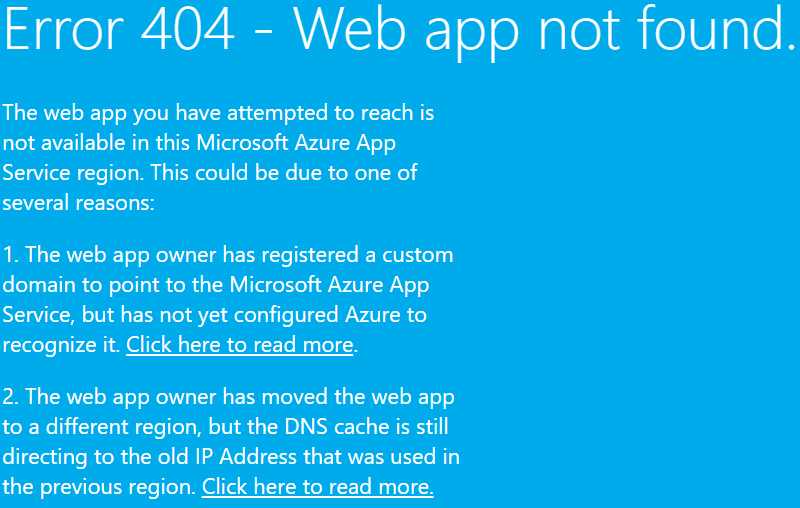 Error 404 - Web app not found.
The web app you have attempted to reach is
not available in this Microsoft Azure App
Service region. This could be due to one of
several reasons:
1. The web app owner has registered a custom
domain to point to the Microsoft Azure App
Service, but has not yet configured Azure to
recognize it. Click here to read more.
2. The web app owner has moved the web app
to a different region, but the DNS cache is still
directing to the old IP Address that was used in
the previous region. Click here to read more.